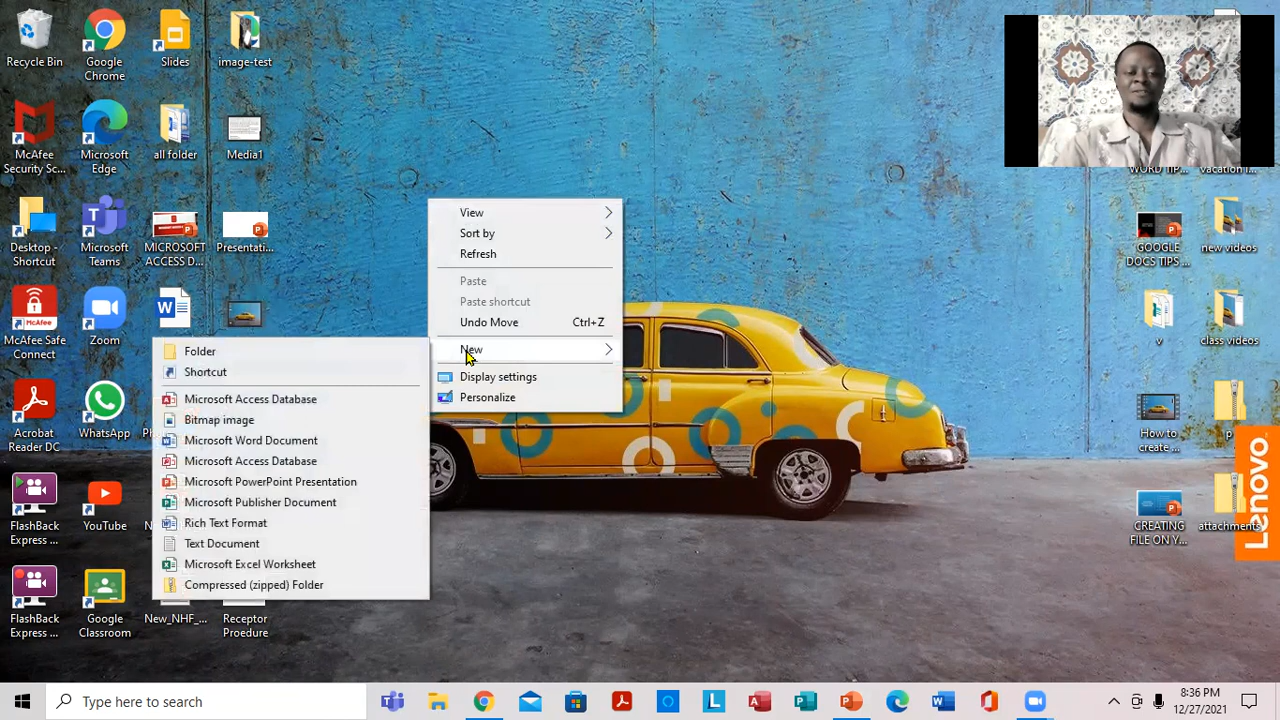 Recycle Bin
Google
Chrome
Slides
image-test
McAfee
Security Sc...
Microsoft
Edge
all folder
Media1
WORD TIP...
vacation l...
Desktop -
Shortcut
Microsoft
Teams
MICROSOFT
ACCESS D...
Presentati...
GOOGLE
DOCS TIPS ...
new videos
McAfee Safe
Connect
Zoom
v
class videos
Acrobat
Reader DC
WhatsApp
How to
create ...
p
FlashBack
Express ...
YouTube
CREATING
FILE ON Y...
attachments
Lenovo
FlashBack
Express ...
Google
Classroom
New_NHF_...
Receptor
Proedure
View
Sort by
Refresh
Paste
Paste shortcut
Undo Move Ctrl+Z
New
Display settings
Personalize
Folder
Shortcut
Microsoft Access Database
Bitmap image
Microsoft Word Document
Microsoft Access Database
Microsoft PowerPoint Presentation
Microsoft Publisher Document
Rich Text Format
Text Document
Microsoft Excel Worksheet
Compressed (zipped) Folder
Type here to search
8:36 PM
12/27/2021